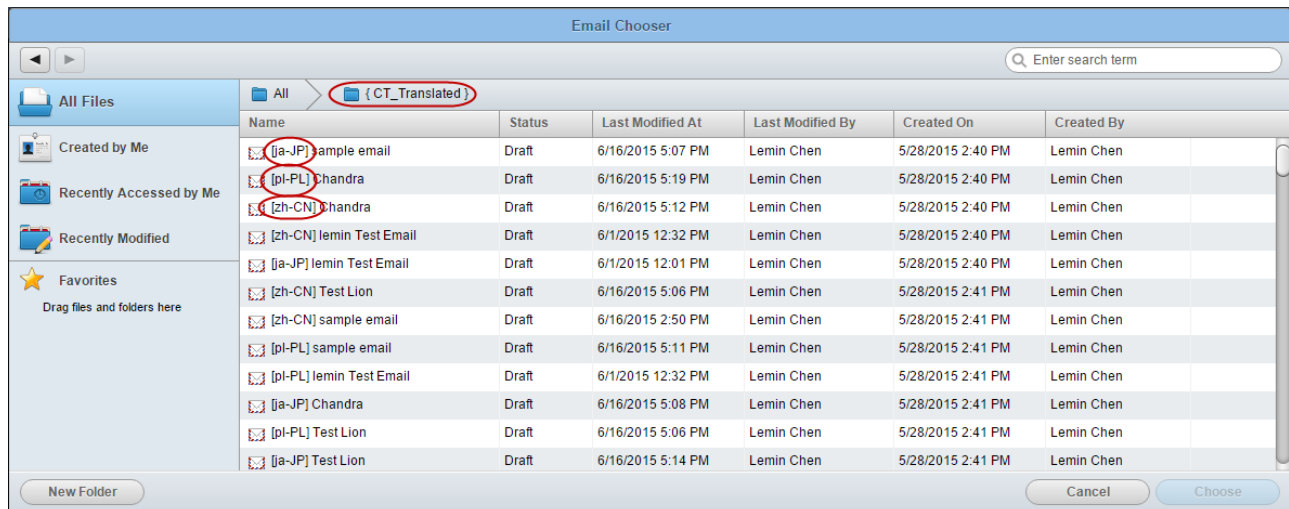 Email Chooser
Enter search term
All Files
Created by Me
Recently Accessed by Me
Recently Modified
Favorites
Drag files and folders here
All { CT_Translated }
Name Status Last Modified At Last Modified By Created On Created By
[ja-JP] sample email Draft 6/16/2015 5:07 PM Lemin Chen 5/28/2015 2:40 PM Lemin Chen
[pl-PL] Chandra Draft 6/16/2015 5:19 PM Lemin Chen 5/28/2015 2:40 PM Lemin Chen
[zh-CN] Chandra Draft 6/16/2015 5:12 PM Lemin Chen 5/28/2015 2:40 PM Lemin Chen
[zh-CN] lemin Test Email Draft 6/1/2015 12:32 PM Lemin Chen 5/28/2015 2:40 PM Lemin Chen
[ja-JP] lemin Test Email Draft 6/1/2015 12:01 PM Lemin Chen 5/28/2015 2:40 PM Lemin Chen
[zh-CN] Test Lion Draft 6/16/2015 5:06 PM Lemin Chen 5/28/2015 2:41 PM Lemin Chen
[zh-CN] sample email Draft 6/16/2015 2:50 PM Lemin Chen 5/28/2015 2:41 PM Lemin Chen
[pl-PL] sample email Draft 6/16/2015 5:11 PM Lemin Chen 5/28/2015 2:41 PM Lemin Chen
[pl-PL] lemin Test Email Draft 6/1/2015 12:32 PM Lemin Chen 5/28/2015 2:41 PM Lemin Chen
[ja-JP] Chandra Draft 6/16/2015 5:08 PM Lemin Chen 5/28/2015 2:41 PM Lemin Chen
[pl-PL] Test Lion Draft 6/16/2015 5:06 PM Lemin Chen 5/28/2015 2:41 PM Lemin Chen
[ja-JP] Test Lion Draft 6/16/2015 5:14 PM Lemin Chen 5/28/2015 2:41 PM Lemin Chen
New Folder Cancel Choose